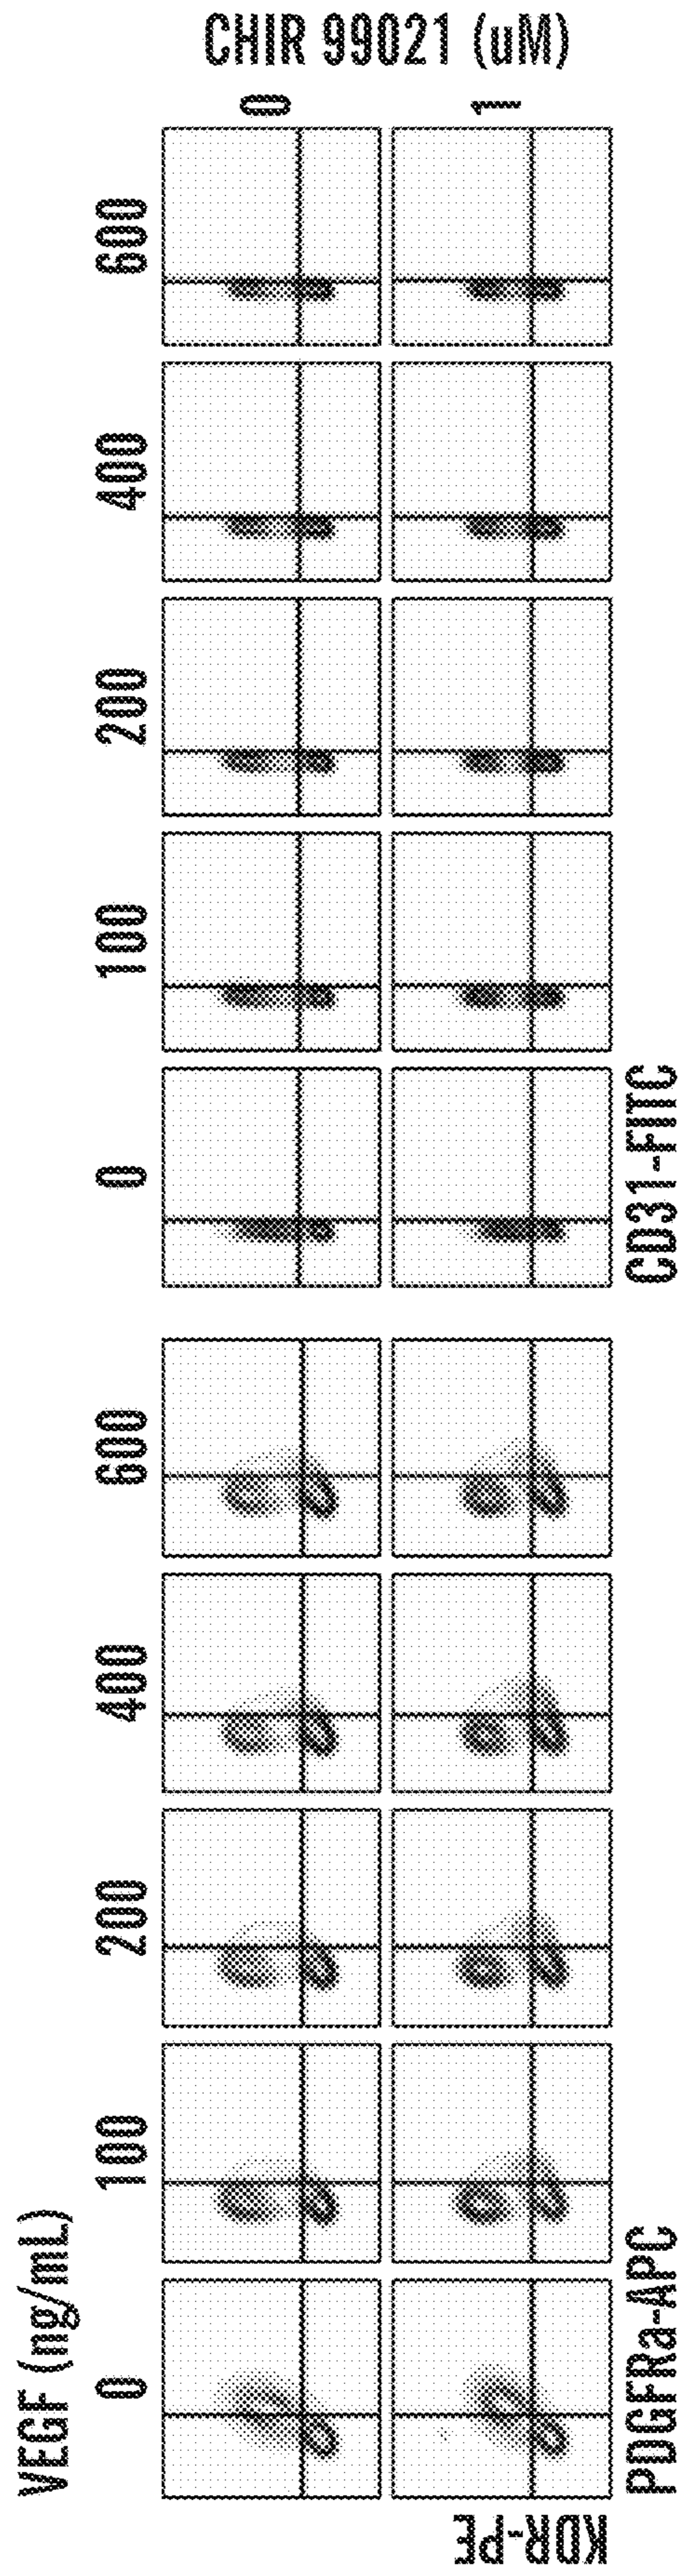 VEGF (ng/mL)
0 100 200 400 600 0 100 200 400 600
CHIR 99021 (uM)
0
1
KDR-PE
PDGFRa-APC CD31-FITC